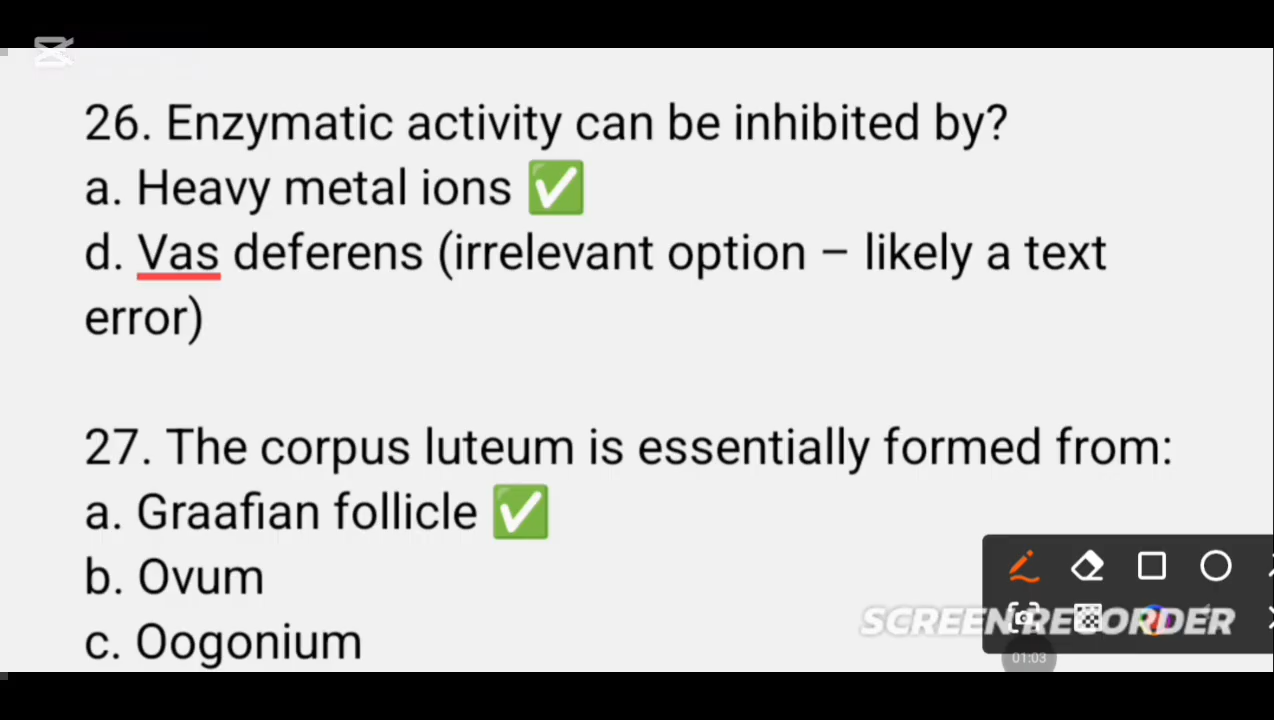 26. Enzymatic activity can be inhibited by?
a. Heavy metal ions ✅
d. Vas deferens (irrelevant option – likely a text
error)
27. The corpus luteum is essentially formed from:
a. Graafian follicle ✅
b. Ovum
c. Oogonium
SCREEN RECORDER
01:03